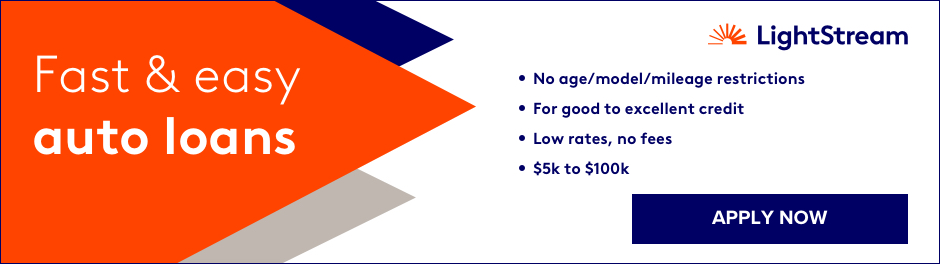 Fast & easy
auto loans
LightStream
• No age/model/mileage restrictions
• For good to excellent credit
• Low rates, no fees
• $5k to $100k
APPLY NOW